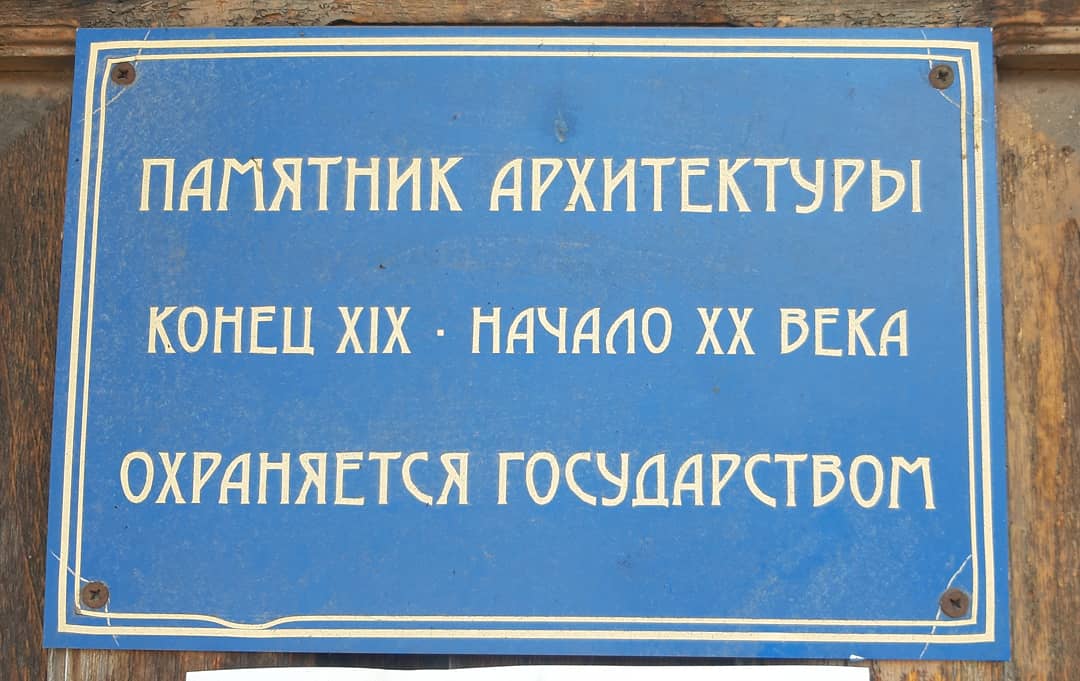 ПАМЯТНИК АРХИТЕКТУРЫ
КОНЕЦ XIX · НАЧАЛО XX ВЕКА
ОХРАНЯЕТСЯ ГОСУДАРСТВОМ